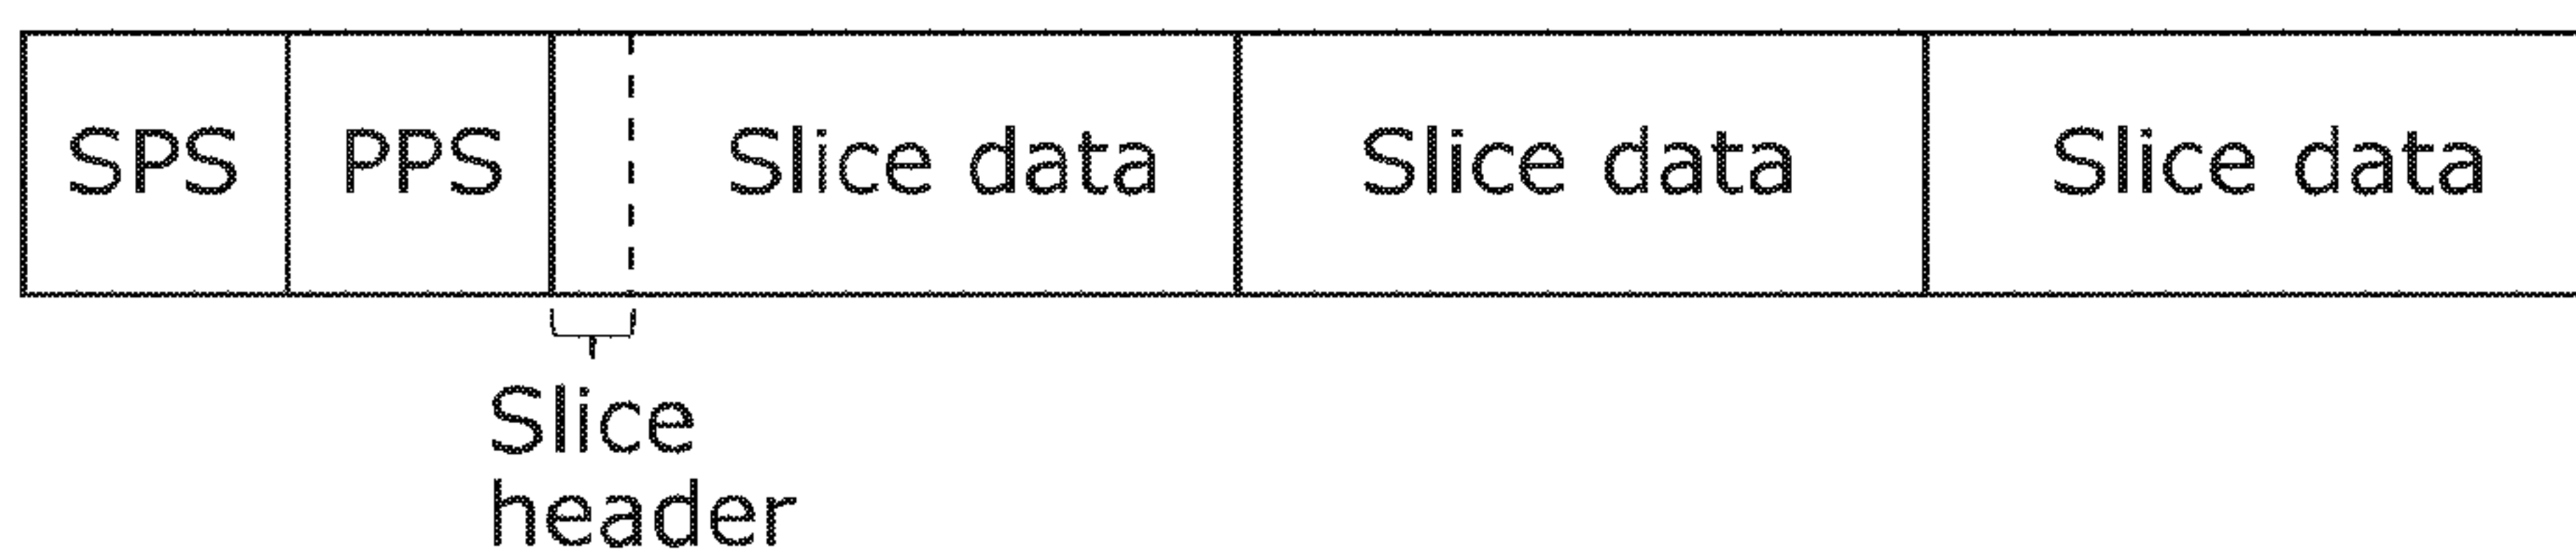 SPS PPS Slice data Slice data Slice data
Slice
header